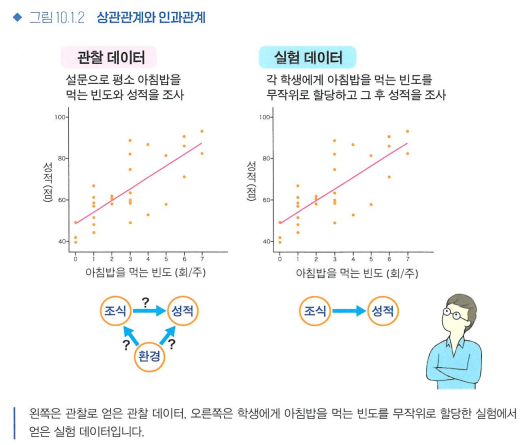 ◆ 그림 10.1.2 상관관계와 인과관계
관찰 데이터
설문으로 평소 아침밥을
먹는 빈도와 성적을 조사
성적(점)
100
80
60
40
0 1 2 3 4 5 6 7
아침밥을 먹는 빈도 (회/주)
조식 ? 성적
? ?
환경
실험 데이터
각 학생에게 아침밥을 먹는 빈도를
무작위로 할당하고 그 후 성적을 조사
성적(점)
100
80
60
40
0 1 2 3 4 5 6 7
아침밥을 먹는 빈도 (회/주)
조식 성적
왼쪽은 관찰로 얻은 관찰 데이터, 오른쪽은 학생에게 아침밥을 먹는 빈도를 무작위로 할당한 실험에서
얻은 실험 데이터입니다.